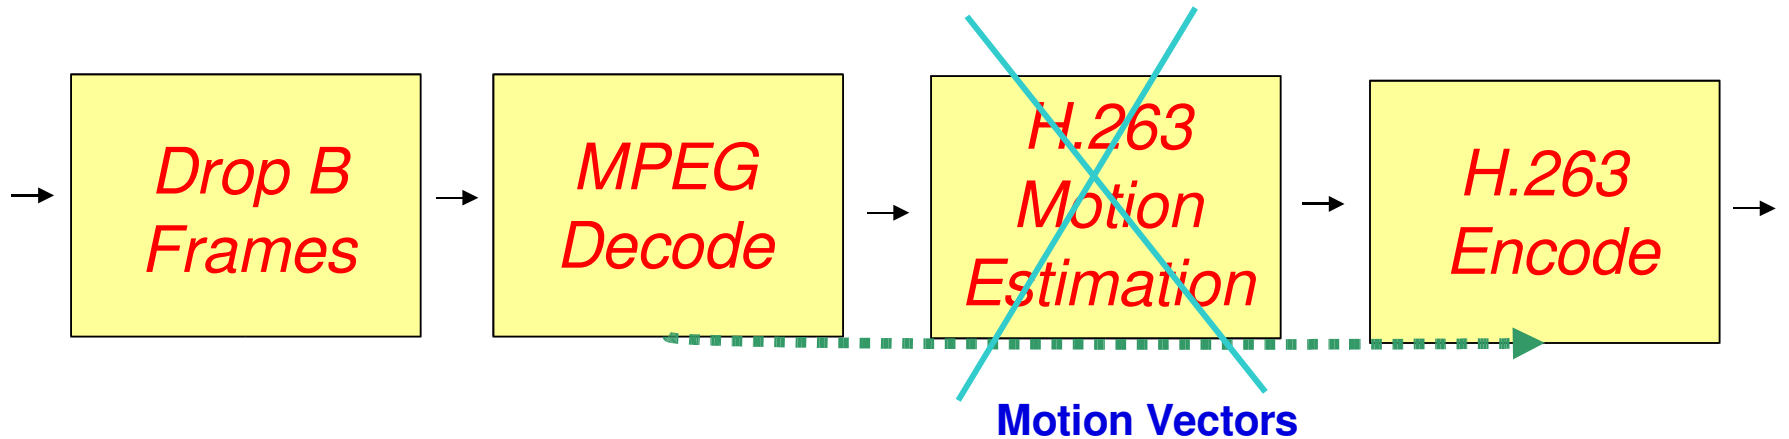 Drop B
Frames
MPEG
Decode
H.263
Motion
Estimation
H.263
Encode
Motion Vectors